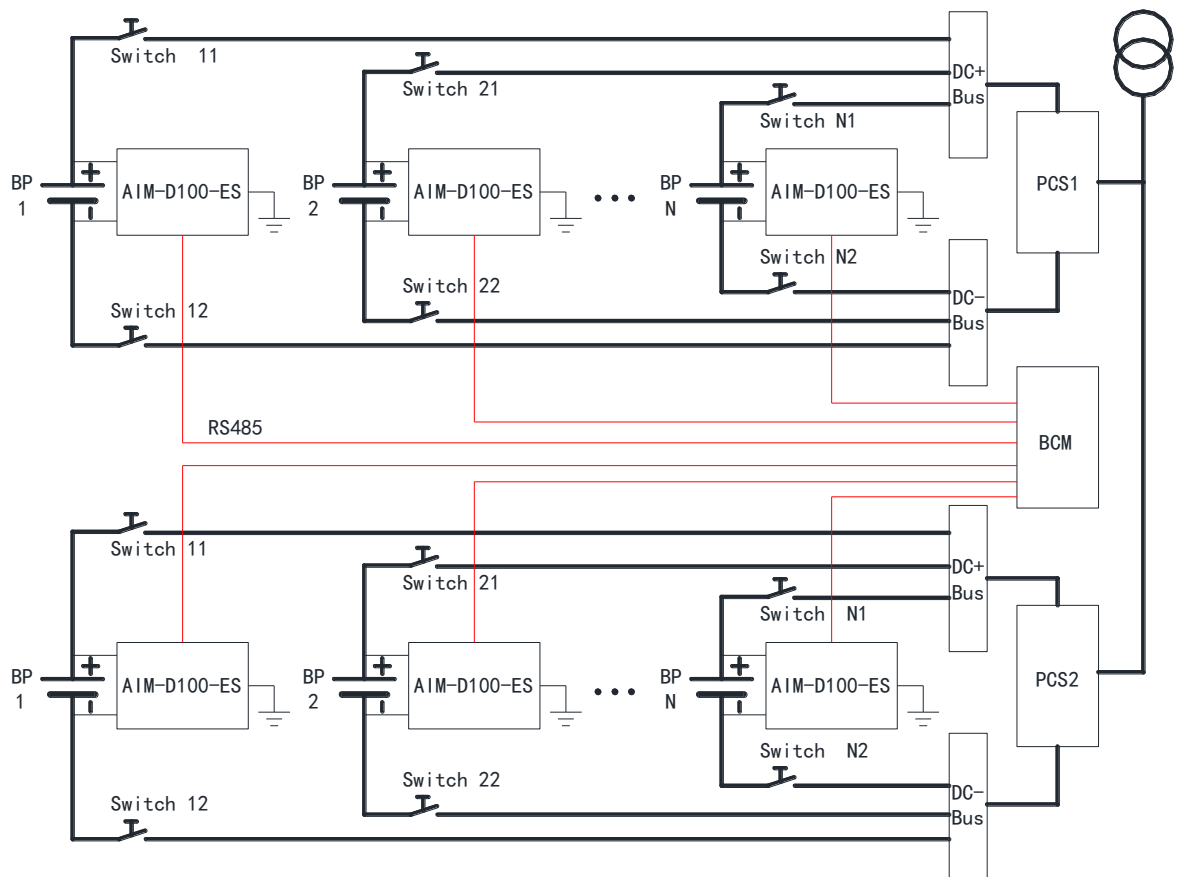 Switch 11
Switch 21
DC+
Bus
Switch N1
BP
1
+
-
AIM-D100-ES
BP
2
+
-
AIM-D100-ES
•••
BP
N
+
-
AIM-D100-ES
PCS1
Switch N2
Switch 22
DC-
Bus
Switch 12
RS485
BCM
Switch 11
Switch 21
DC+
Bus
Switch N1
BP
1
+
-
AIM-D100-ES
BP
2
+
-
AIM-D100-ES
•••
BP
N
+
-
AIM-D100-ES
PCS2
Switch N2
Switch 22
DC-
Bus
Switch 12